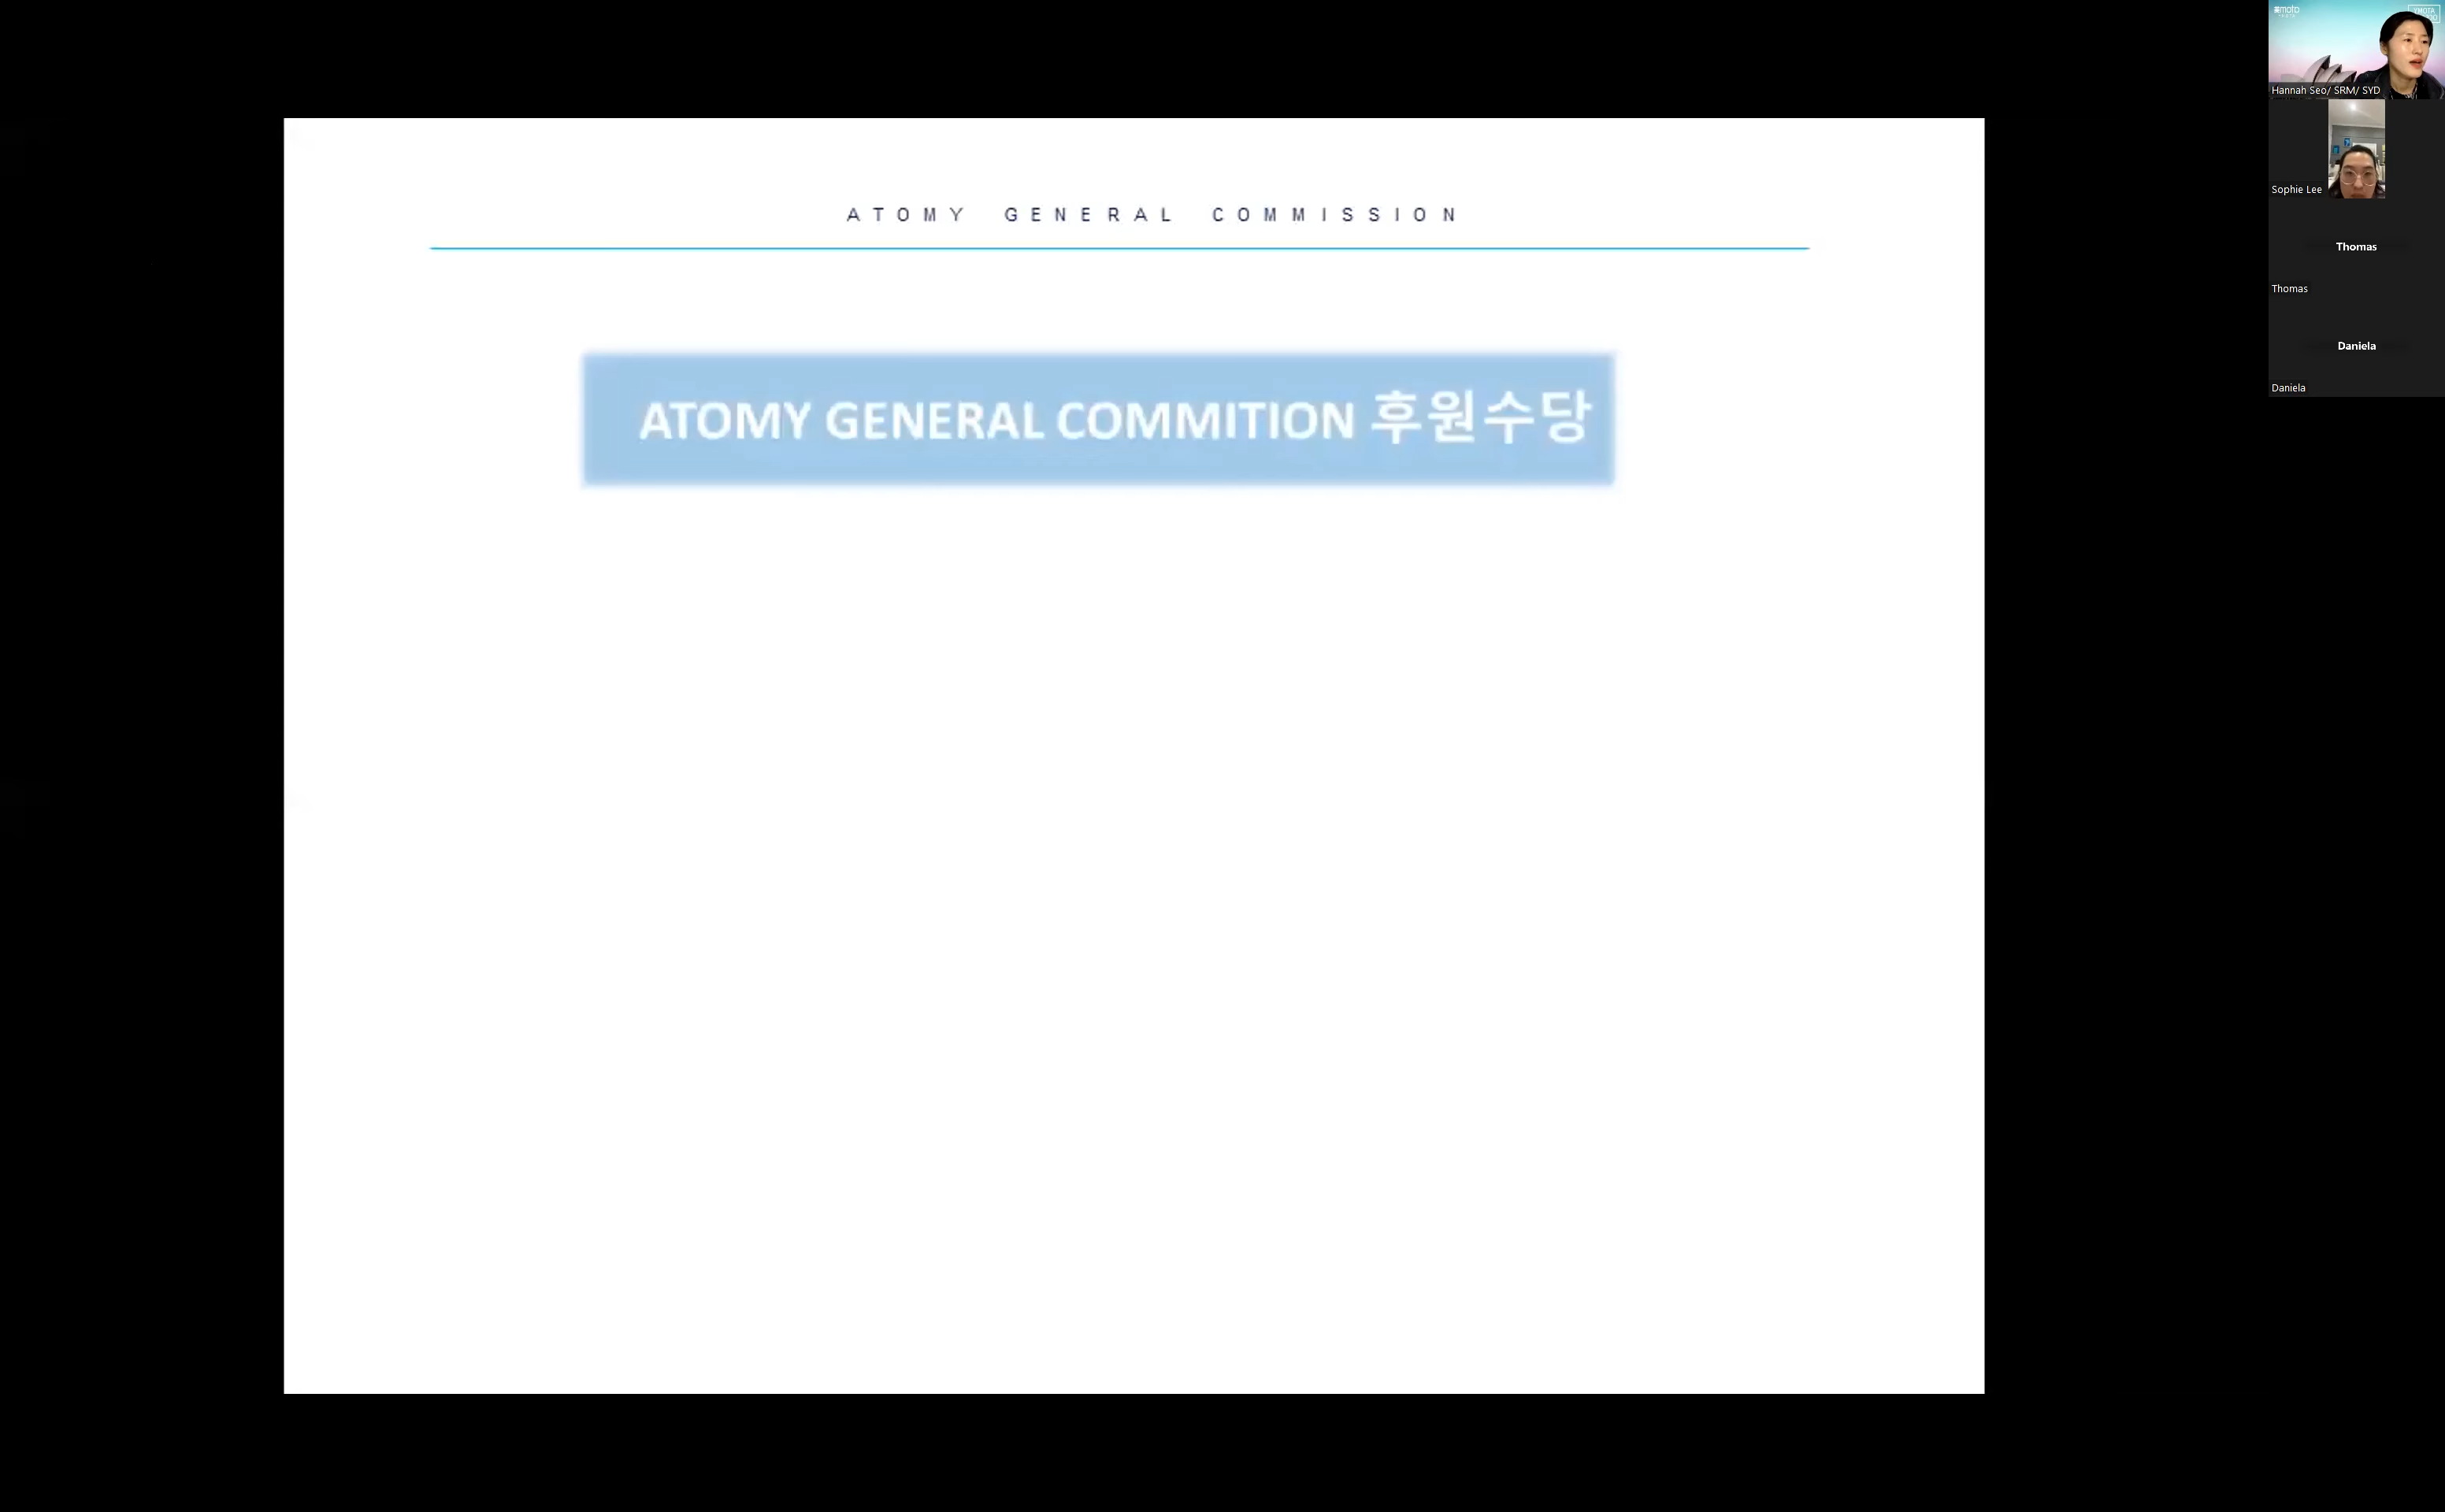 ATOMY GENERAL COMMISSION
ATOMY GENERAL COMMITION 후원수당
Hannah Seo/ SRM/ SYD
Sophie Lee
Thomas
Thomas
Daniela
Daniela